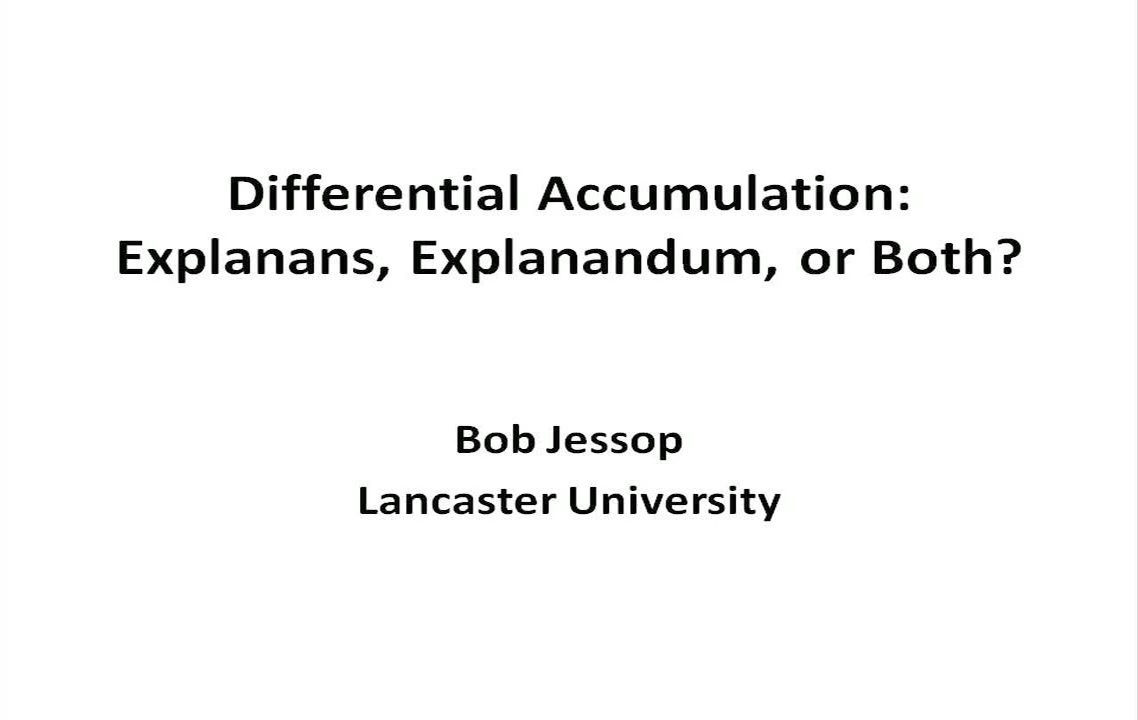 Differential Accumulation:
Explanans, Explanandum, or Both?
Bob Jessop
Lancaster University